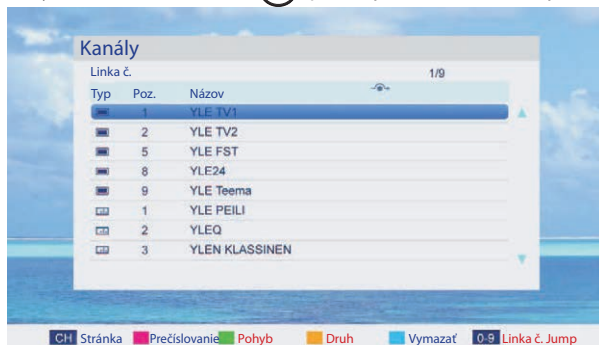 Kanály
Linka č. 1/9
Typ Poz. Názov
1 YLE TV1
2 YLE TV2
5 YLE FST
8 YLE24
9 YLE Teema
1 YLE PEILI
2 YLEQ
3 YLEN KLASSINEN
CH Stránka Prečíslovanie Pohyb Druh Vymazať 0-9 Linka č. Jump